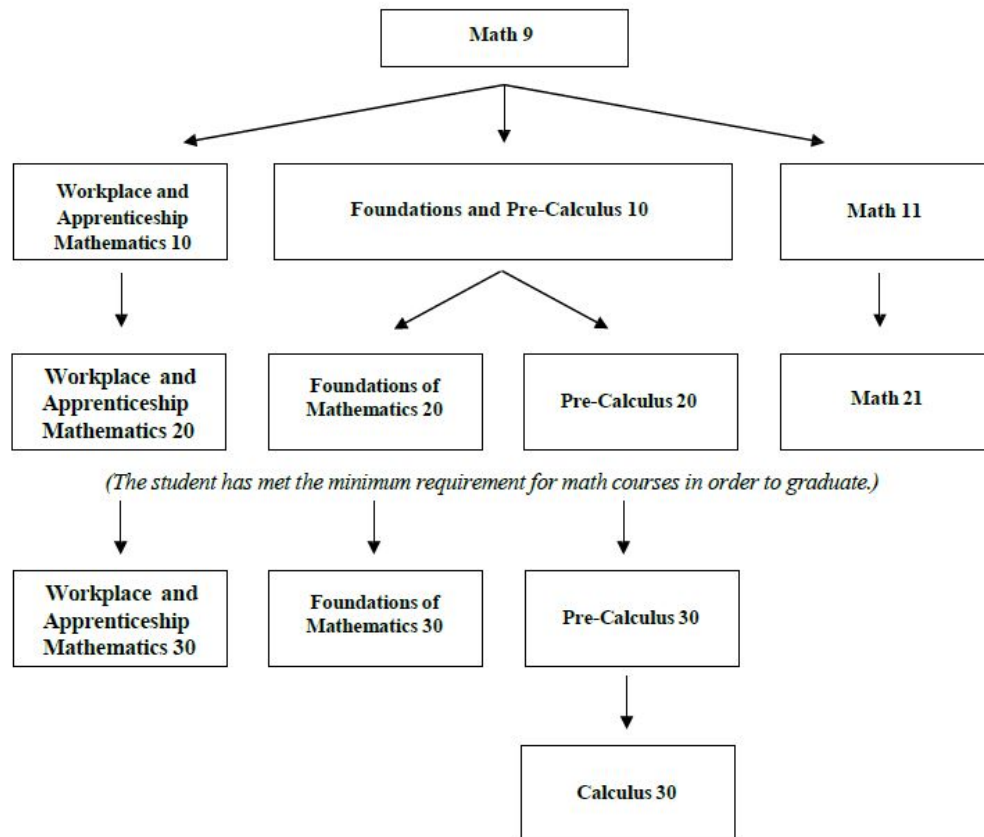 Math 9
Workplace and
Apprenticeship
Mathematics 10
Foundations and Pre-Calculus 10
Math 11
Workplace and
Apprenticeship
Mathematics 20
Foundations of
Mathematics 20
Pre-Calculus 20
Math 21
(The student has met the minimum requirement for math courses in order to graduate.)
Workplace and
Apprenticeship
Mathematics 30
Foundations of
Mathematics 30
Pre-Calculus 30
Calculus 30